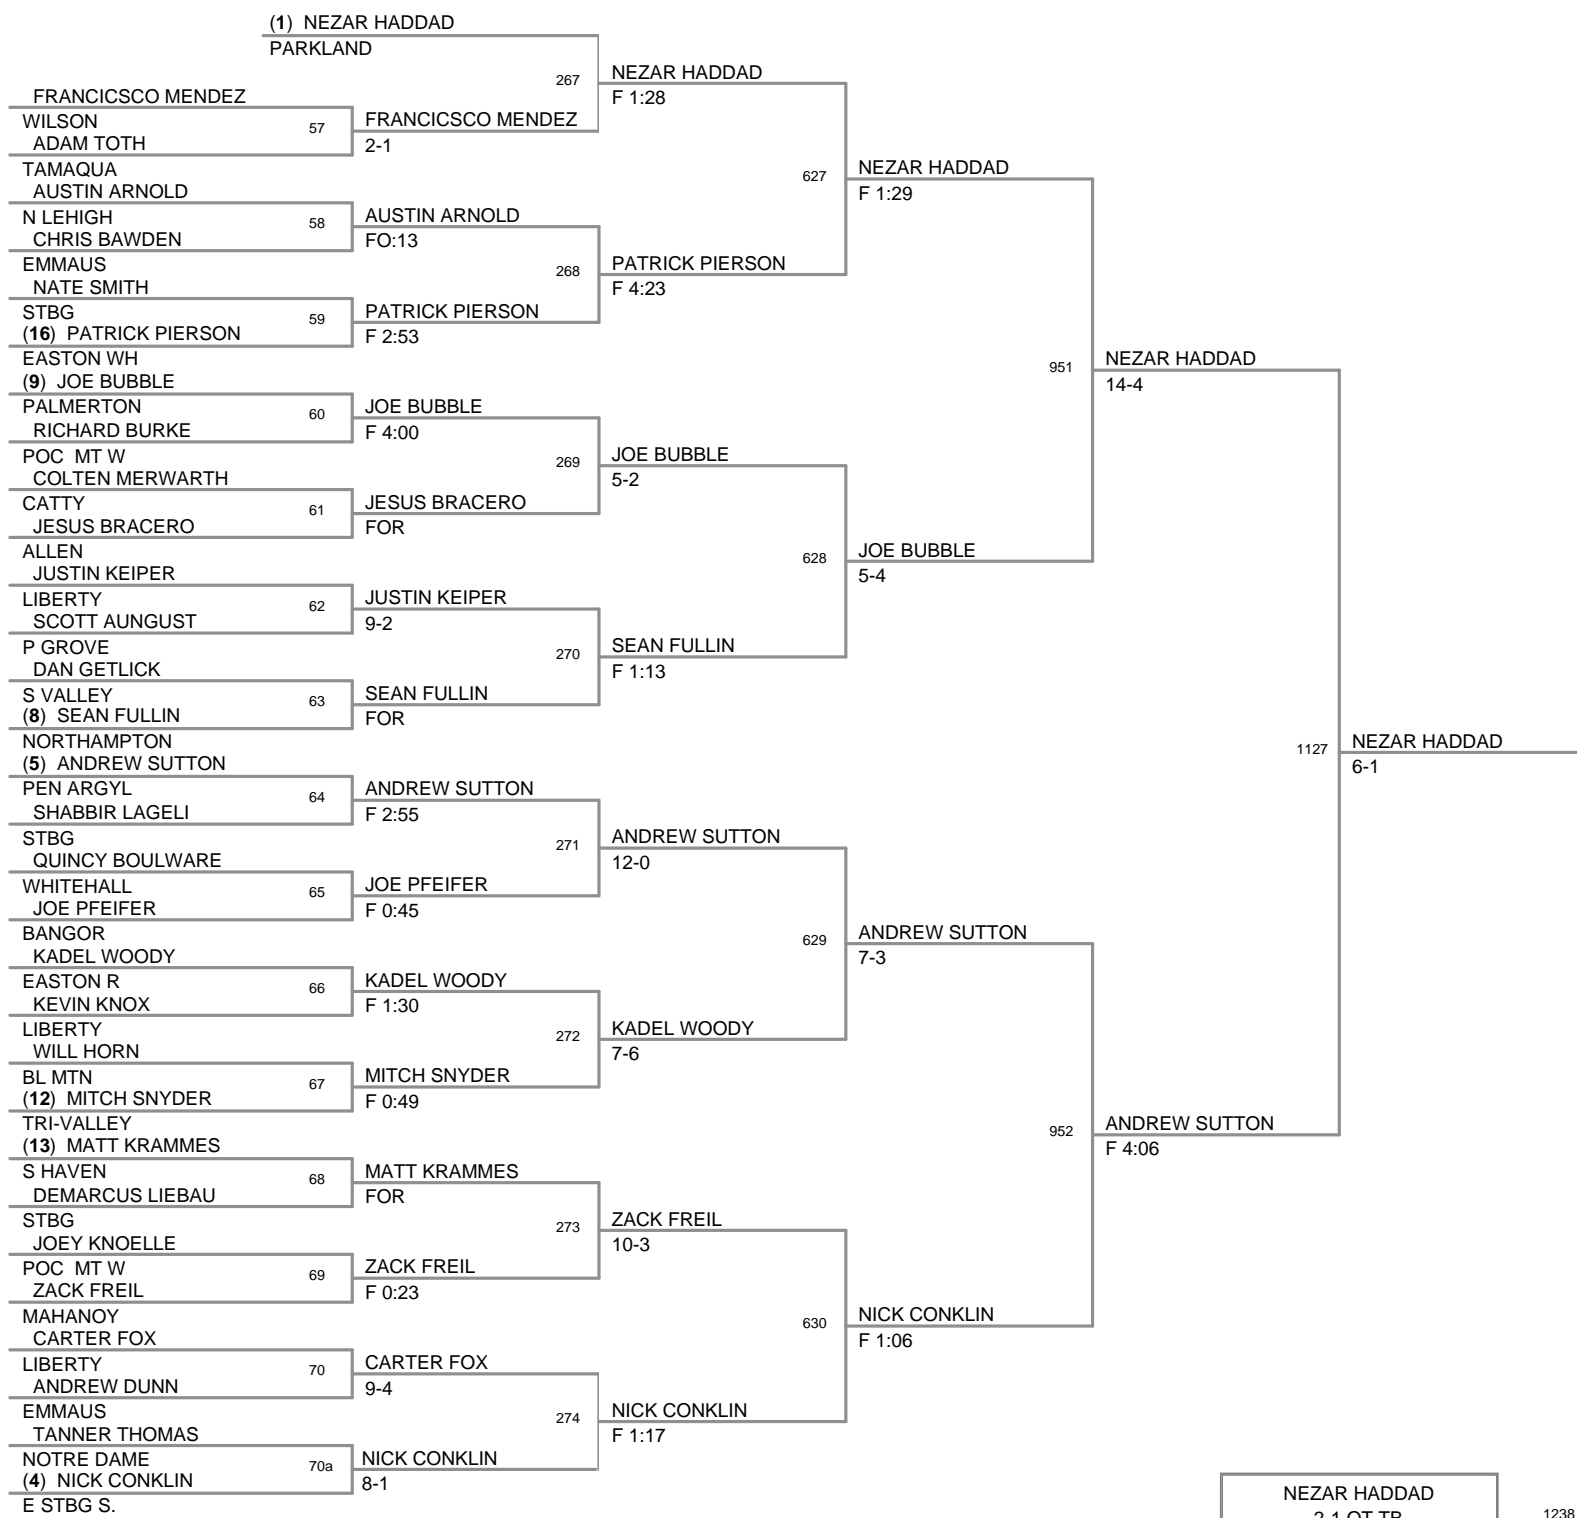 (1) NEZAR HADDAD
PARKLAND
267
NEZAR HADDAD
F 1:28
FRANCICSCO MENDEZ
WILSON
57
ADAM TOTH
TAMAQUA
FRANCICSCO MENDEZ
2-1
627
NEZAR HADDAD
F 1:29
AUSTIN ARNOLD
N LEHIGH
58
CHRIS BAWDEN
EMMAUS
AUSTIN ARNOLD
FO:13
268
PATRICK PIERSON
F 4:23
NATE SMITH
STBG
59
(16) PATRICK PIERSON
EASTON WH
PATRICK PIERSON
F 2:53
951
NEZAR HADDAD
14-4
(9) JOE BUBBLE
PALMERTON
60
RICHARD BURKE
POC MT W
JOE BUBBLE
F 4:00
269
JOE BUBBLE
5-2
COLTEN MERWARTH
CATTY
61
JESUS BRACERO
ALLEN
JESUS BRACERO
FOR
628
JOE BUBBLE
5-4
JUSTIN KEIPER
LIBERTY
62
SCOTT AUNGUST
P GROVE
JUSTIN KEIPER
9-2
270
SEAN FULLIN
F 1:13
DAN GETLICK
S VALLEY
63
(8) SEAN FULLIN
NORTHAMPTON
SEAN FULLIN
FOR
1127
NEZAR HADDAD
6-1
(5) ANDREW SUTTON
PEN ARGYL
64
SHABBIR LAGELI
STBG
ANDREW SUTTON
F 2:55
271
ANDREW SUTTON
12-0
QUINCY BOULWARE
WHITEHALL
65
JOE PFEIFER
BANGOR
JOE PFEIFER
F 0:45
629
ANDREW SUTTON
7-3
KADEL WOODY
EASTON R
66
KEVIN KNOX
LIBERTY
KADEL WOODY
F 1:30
272
KADEL WOODY
7-6
WILL HORN
BL MTN
67
(12) MITCH SNYDER
TRI-VALLEY
MITCH SNYDER
F 0:49
952
ANDREW SUTTON
F 4:06
(13) MATT KRAMMES
S HAVEN
68
DEMARCUS LIEBAU
STBG
MATT KRAMMES
FOR
273
ZACK FREIL
10-3
JOEY KNOELLE
POC MT W
69
ZACK FREIL
MAHANOY
ZACK FREIL
F 0:23
630
NICK CONKLIN
F 1:06
CARTER FOX
LIBERTY
70
ANDREW DUNN
EMMAUS
CARTER FOX
9-4
274
NICK CONKLIN
F 1:17
TANNER THOMAS
NOTRE DAME
70a
(4) NICK CONKLIN
E STBG S.
NICK CONKLIN
8-1
NEZAR HADDAD
2-1 OT TB
1238